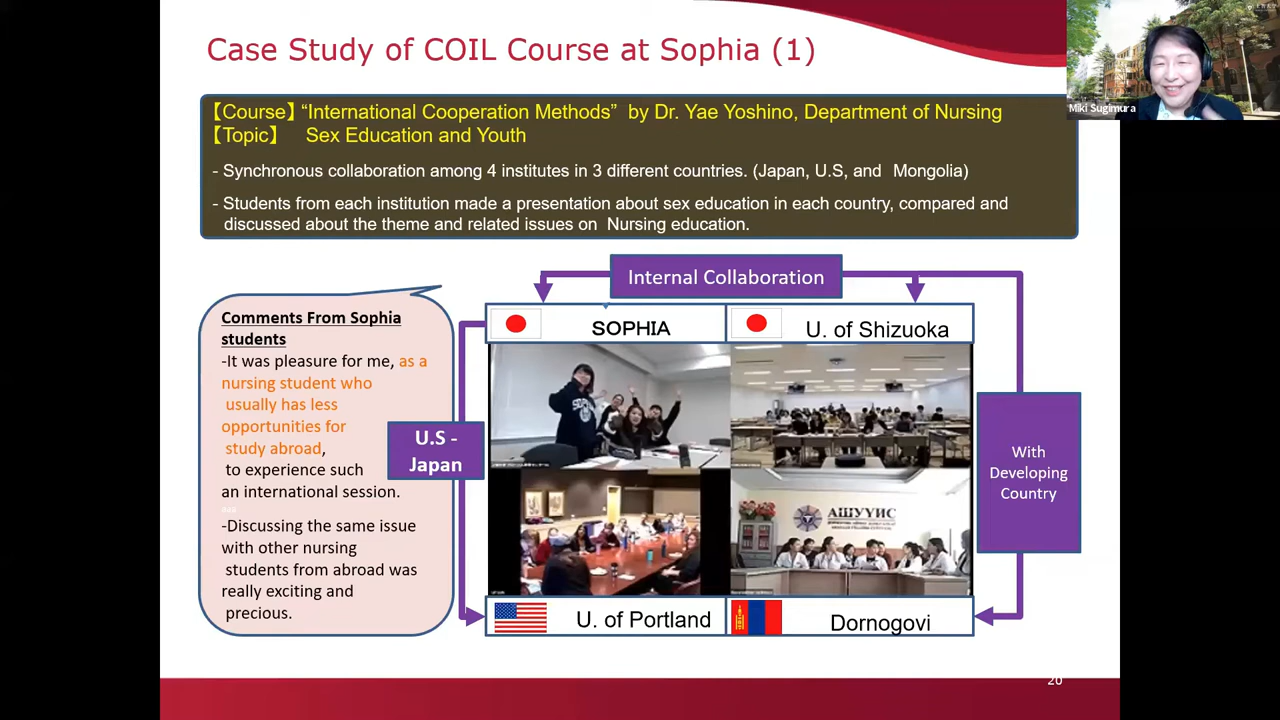 Case Study of COIL Course at Sophia (1)
Miki Sugimura
【Course】 “International Cooperation Methods” by Dr. Yae Yoshino, Department of Nursing
【Topic】 Sex Education and Youth
- Synchronous collaboration among 4 institutes in 3 different countries. (Japan, U.S, and Mongolia)
- Students from each institution made a presentation about sex education in each country, compared and
discussed about the theme and related issues on Nursing education.
Internal Collaboration
SOPHIA
U. of Shizuoka
Comments From Sophia
students
-It was pleasure for me, as a
nursing student who
usually has less
opportunities for
study abroad,
to experience such
an international session.
-Discussing the same issue
with other nursing
students from abroad was
really exciting and
precious.
U.S -
Japan
With
Developing
Country
АШУҮИС
U. of Portland
Dornogovi
20